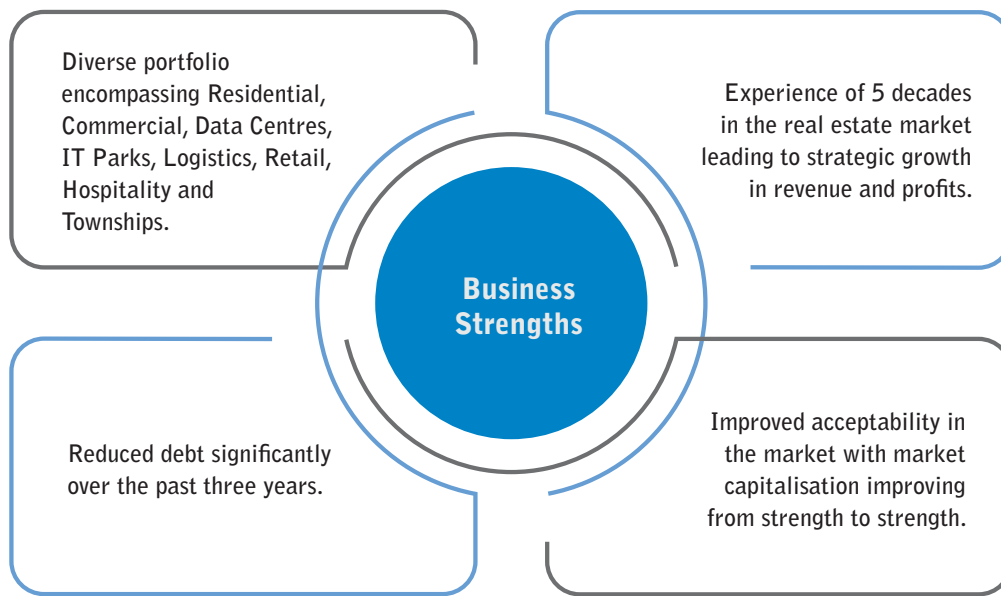 Diverse portfolio
encompassing Residential,
Commercial, Data Centres,
IT Parks, Logistics, Retail,
Hospitality and
Townships.
Experience of 5 decades
in the real estate market
leading to strategic growth
in revenue and profits.
Business
Strengths
Reduced debt significantly
over the past three years.
Improved acceptability in
the market with market
capitalisation improving
from strength to strength.